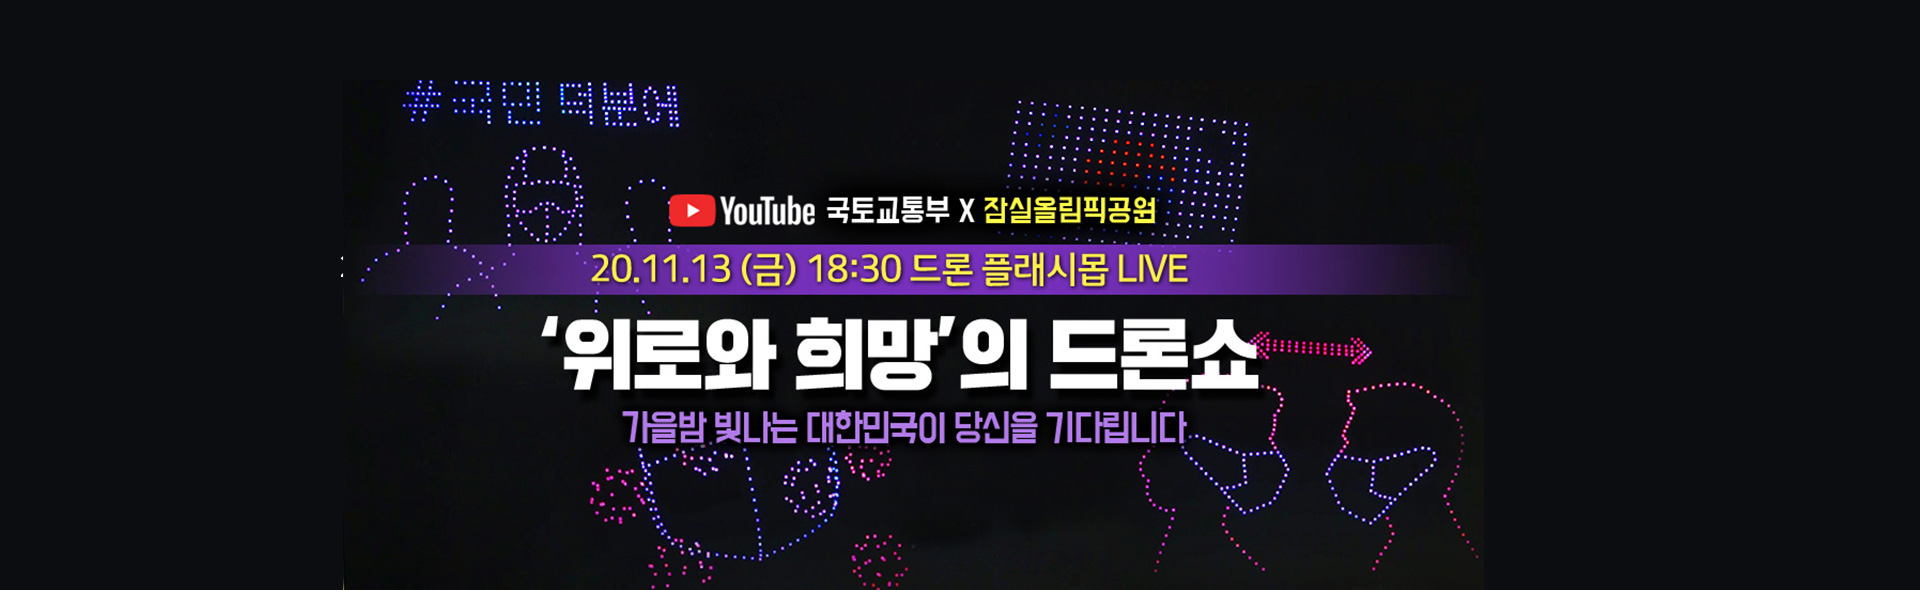 #국민 덕분에
YouTube 국토교통부 X 잠실올림픽공원
20.11.13 (금) 18:30 드론 플래시몹 LIVE
‘위로와 희망’의 드론쇼
가을밤 빛나는 대한민국이 당신을 기다립니다